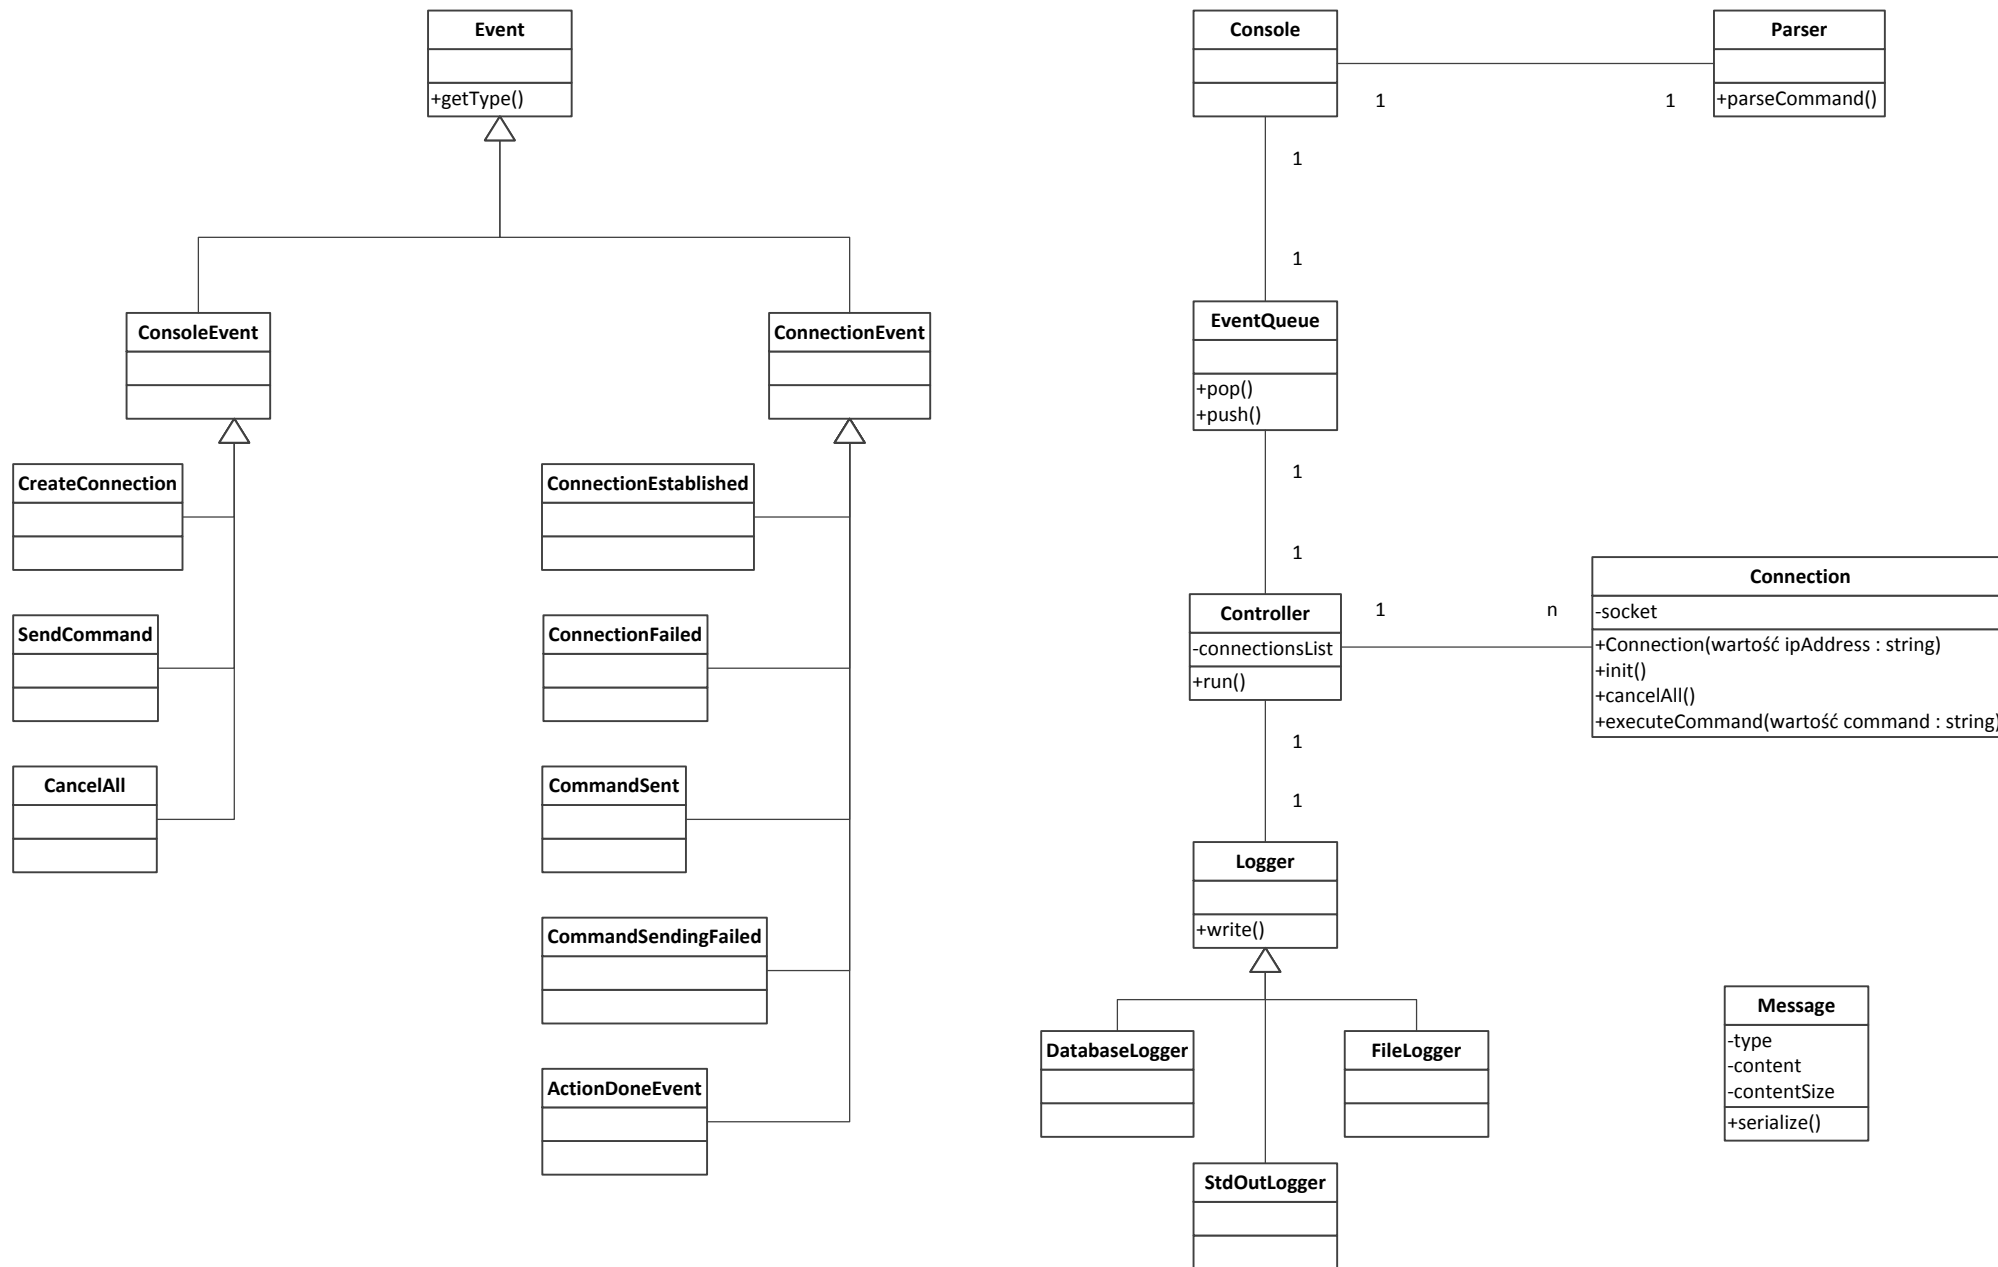 Event
+getType()
ConsoleEvent
ConnectionEvent
CreateConnection
SendCommand
CancelAll
ConnectionEstablished
ConnectionFailed
CommandSent
CommandSendingFailed
ActionDoneEvent
Console
Parser
+parseCommand()
1
1
1
1
EventQueue
+pop()
+push()
1
1
Controller
-connectionsList
+run()
1
n
Connection
-socket
+Connection(wartość ipAddress : string)
+init()
+cancelAll()
+executeCommand(wartość command : string)
1
1
Logger
+write()
DatabaseLogger
FileLogger
StdOutLogger
Message
-type
-content
-contentSize
+serialize()